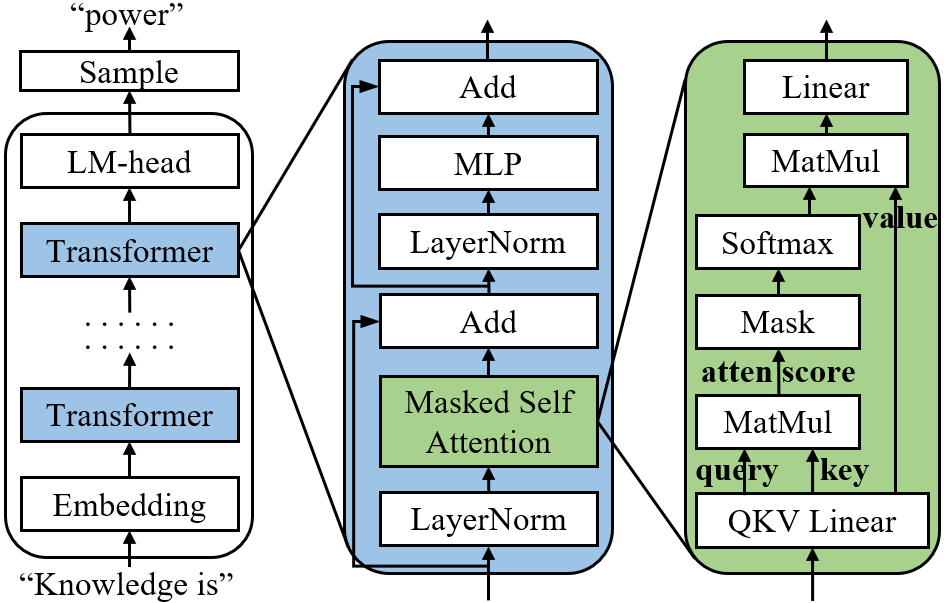 “power”
Sample
LM-head
Transformer
. . . . . .
. . . . . .
Transformer
Embedding
“Knowledge is”
Add
MLP
LayerNorm
Add
Masked Self
Attention
LayerNorm
Linear
MatMul
value
Softmax
Mask
atten score
MatMul
query key
QKV Linear